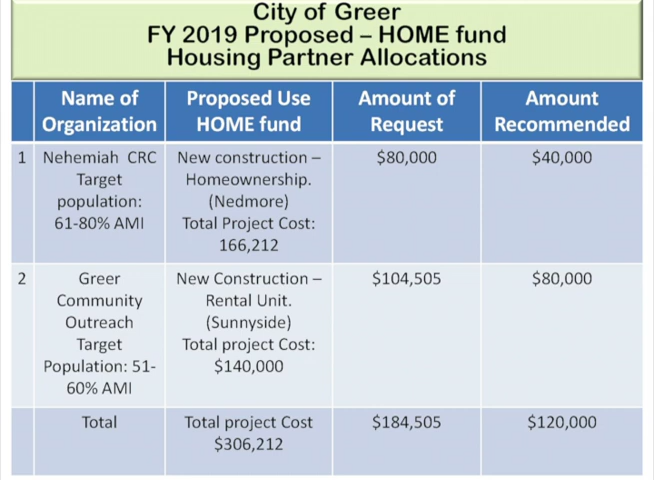 City of Greer
FY 2019 Proposed – HOME fund
Housing Partner Allocations
Name of Organization
Proposed Use HOME fund
Amount of Request
Amount Recommended
1
Nehemiah CRC
Target
population:
61-80% AMI
New construction –
Homeownership.
(Nedmore)
Total Project Cost:
166,212
$80,000
$40,000
2
Greer
Community
Outreach
Target
Population: 51-
60% AMI
New Construction –
Rental Unit.
(Sunnyside)
Total project Cost:
$140,000
$104,505
$80,000
Total
Total project Cost
$306,212
$184,505
$120,000